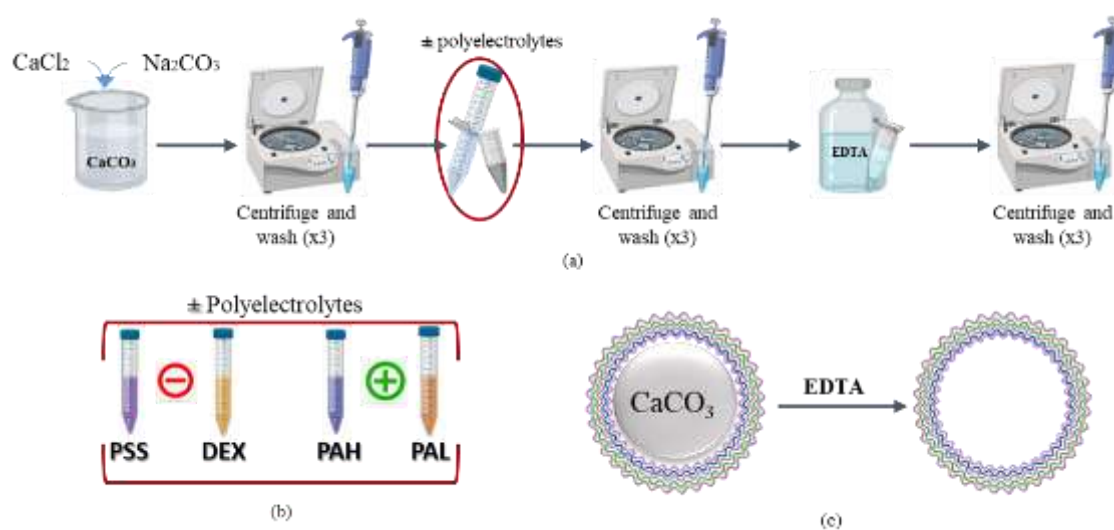 CaCl₂ Na₂CO₃
± polyelectrolytes
CaCO₃
EDTA
Centrifuge and
wash (x3)
Centrifuge and
wash (x3)
Centrifuge and
wash (x3)
(a)
± Polyelectrolytes
PSS DEX PAH PAL
(b)
CaCO₃
EDTA
(c)